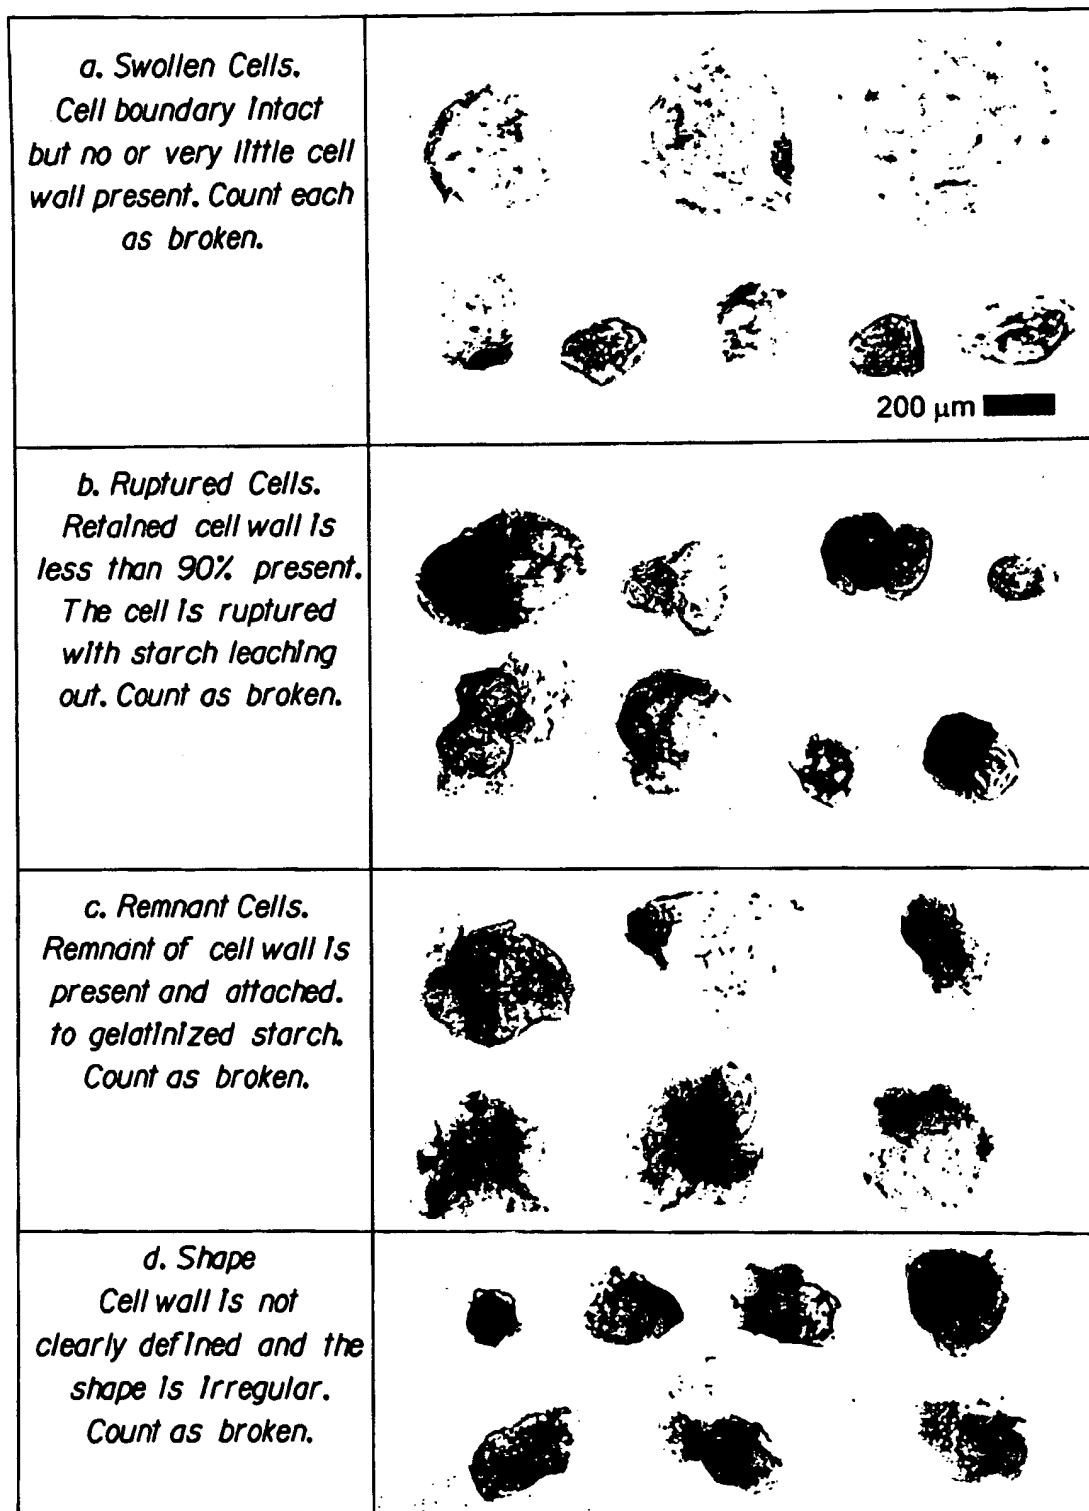 a. Swollen Cells.
Cell boundary intact
but no or very little cell
wall present. Count each
as broken.
200 μm
b. Ruptured Cells.
Retained cell wall is
less than 90% present.
The cell is ruptured
with starch leaching
out. Count as broken.
c. Remnant Cells.
Remnant of cell wall is
present and attached.
to gelatinized starch.
Count as broken.
d. Shape
Cell wall is not
clearly defined and the
shape is irregular.
Count as broken.